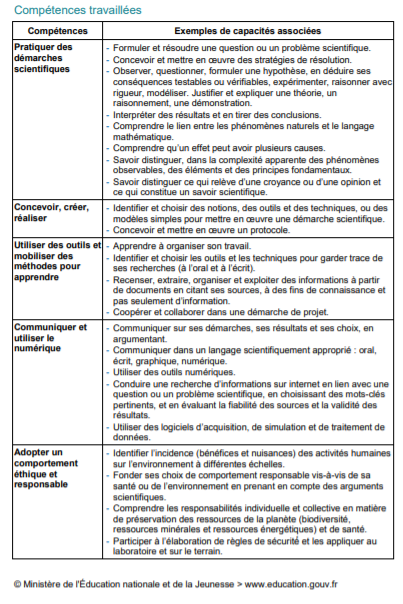 Compétences travaillées
Compétences Exemples de capacités associées
Pratiquer des
démarches
scientifiques
- Formuler et résoudre une question ou un problème scientifique.
- Concevoir et mettre en œuvre des stratégies de résolution.
- Observer, questionner, formuler une hypothèse, en déduire ses
conséquences testables ou vérifiables, expérimenter, raisonner avec
rigueur, modéliser. Justifier et expliquer une théorie, un
raisonnement, une démonstration.
- Interpréter des résultats et en tirer des conclusions.
- Comprendre le lien entre les phénomènes naturels et le langage
mathématique.
- Comprendre qu'un effet peut avoir plusieurs causes.
- Savoir distinguer, dans la complexité apparente des phénomènes
observables, des éléments et des principes fondamentaux.
- Savoir distinguer ce qui relève d'une croyance ou d'une opinion et
ce qui constitue un savoir scientifique.
Concevoir, créer,
réaliser
- Identifier et choisir des notions, des outils et des techniques, ou des
modèles simples pour mettre en œuvre une démarche scientifique.
- Concevoir et mettre en œuvre un protocole.
Utiliser des outils et
mobiliser des
méthodes pour
apprendre
- Apprendre à organiser son travail.
- Identifier et choisir les outils et les techniques pour garder trace de
ses recherches (à l'oral et à l'écrit).
- Recenser, extraire, organiser et exploiter des informations à partir
de documents en citant ses sources, à des fins de connaissance et
pas seulement d'information.
- Coopérer et collaborer dans une démarche de projet.
Communiquer et
utiliser le
numérique
- Communiquer sur ses démarches, ses résultats et ses choix, en
argumentant.
- Communiquer dans un langage scientifiquement approprié : oral,
écrit, graphique, numérique.
- Utiliser des outils numériques.
- Conduire une recherche d'informations sur internet en lien avec une
question ou un problème scientifique, en choisissant des mots-clés
pertinents, et en évaluant la fiabilité des sources et la validité des
résultats.
- Utiliser des logiciels d'acquisition, de simulation et de traitement de
données.
Adopter un
comportement
éthique et
responsable
- Identifier l'incidence (bénéfices et nuisances) des activités humaines
sur l'environnement à différentes échelles.
- Fonder ses choix de comportement responsable vis-à-vis de sa
santé ou de l'environnement en prenant en compte des arguments
scientifiques.
- Comprendre les responsabilités individuelle et collective en matière
de préservation des ressources de la planète (biodiversité,
ressources minérales et ressources énergétiques) et de santé.
- Participer à l'élaboration de règles de sécurité et les appliquer au
laboratoire et sur le terrain.
© Ministère de l'Éducation nationale et de la Jeunesse > www.education.gouv.fr